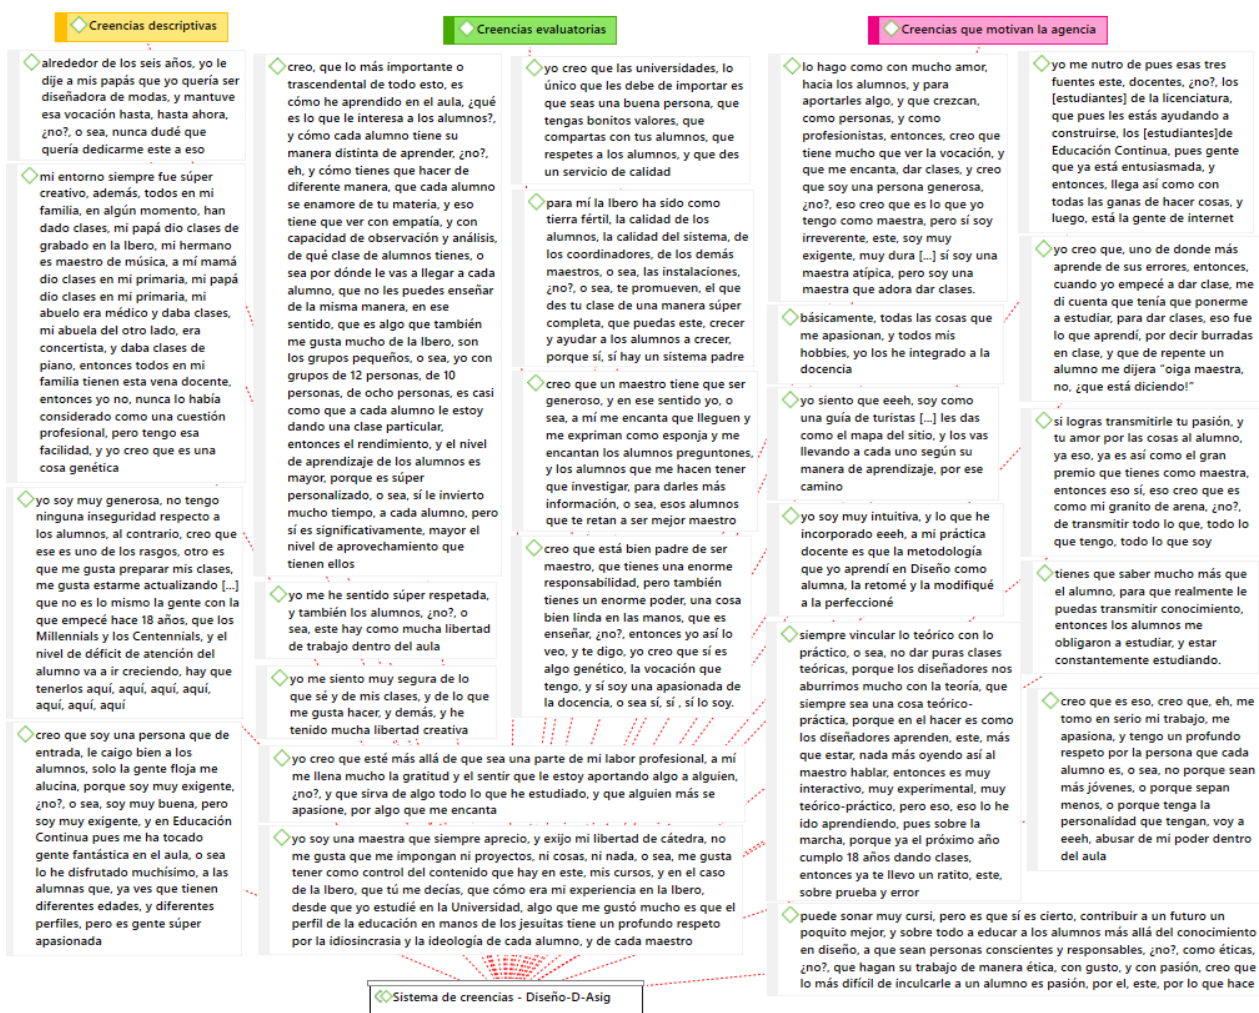 Creencias descriptivas
alrededor de los seis años, yo le
dije a mis papás que yo quería ser
diseñadora de modas, y mantuve
esa vocación hasta, hasta ahora,
¿no?, o sea, nunca dudé que
quería dedicarme este a eso
mi entorno siempre fue súper
creativo, además, todos en mi
familia, en algún momento, han
dado clases, mi papá dio clases de
grabado en la Ibero, mi hermano
es maestro de música, a mi mamá
dio clases en mi primaria, mi papá
dio clases en mi primaria, mi
abuelo era médico y daba clases,
mi abuela del otro lado, era
concertista, y daba clases de
piano, entonces todos en mi
familia tienen esta vena docente,
entonces yo no, nunca lo había
considerado como una cuestión
profesional, pero tengo esa
facilidad, y yo creo que es una
cosa genética
yo soy muy generosa, no tengo
ninguna inseguridad respecto a
los alumnos, al contrario, creo que
ese es uno de los rasgos, otro es
que me gusta preparar mis clases,
me gusta estarme actualizando [...]
que no es lo mismo la gente con la
que empecé hace 18 años, que los
Millennials y los Centennials, y el
nivel de déficit de atención del
alumno va a ir creciendo, hay que
tenerlos aquí, aquí, aquí, aquí,
aquí, aquí, aquí
creo que soy una persona que de
entrada, le caigo bien a los
alumnos, solo la gente floja me
alucina, porque soy muy exigente,
¿no?, o sea, soy muy buena, pero
soy muy exigente, y en Educación
Continua pues me ha tocado
gente fantástica en el aula, o sea
lo he disfrutado muchísimo, a las
alumnas que, ya ves que tienen
diferentes edades, y diferentes
perfiles, pero es gente súper
apasionada
Creencias evaluatorias
creo, que lo más importante o
trascendental de todo esto, es
cómo he aprendido en el aula, ¿qué
es lo que le interesa a los alumnos?,
y cómo cada alumno tiene su
manera distinta de aprender, ¿no?,
eh, y cómo tienes que hacer de
diferente manera, que cada alumno
se enamore de tu materia, y eso
tiene que ver con empatía, y con
capacidad de observación y análisis,
de qué clase de alumnos tienes, o
sea por dónde le vas a llegar a cada
alumno, que no les puedes enseñar
de la misma manera, en ese
sentido, que es algo que también
me gusta mucho de la Ibero, son
los grupos pequeños, o sea, yo con
grupos de 12 personas, de 10
personas, de ocho personas, es casi
como que a cada alumno le estoy
dando una clase particular,
entonces el rendimiento, y el nivel
de aprendizaje de los alumnos es
mayor, porque es súper
personalizado, o sea, sí le invierto
mucho tiempo, a cada alumno, pero
sí es significativamente, mayor el
nivel de aprovechamiento que
tienen ellos
yo me he sentido súper respetada,
y también los alumnos, ¿no?, o
sea, este hay como mucha libertad
de trabajo dentro del aula
yo me siento muy segura de lo
que sé y de mis clases, y de lo que
me gusta hacer, y demás, y he
tenido mucha libertad creativa
yo creo que las universidades, lo
único que les debe de importar es
que seas una buena persona, que
tengas bonitos valores, que
compartas con tus alumnos, que
respetes a los alumnos, y que des
un servicio de calidad
para mí la Ibero ha sido como
tierra fértil, la calidad de los
alumnos, la calidad del sistema, de
los coordinadores, de los demás
maestros, o sea, las instalaciones,
¿no?, o sea, te promueven, el que
des tu clase de una manera súper
completa, que puedas este, crecer
y ayudar a los alumnos a crecer,
porque sí, sí hay un sistema padre
creo que un maestro tiene que ser
generoso, y en ese sentido yo, o
sea, a mí me encanta que lleguen y
me expriman como esponja y me
encantan los alumnos preguntones,
y los alumnos que me hacen tener
que investigar, para darles más
información, o sea, esos alumnos
que te retan a ser mejor maestro
creo que está bien padre de ser
maestro, que tienes una enorme
responsabilidad, pero también
tienes un enorme poder, una cosa
bien linda en las manos, que es
enseñar, ¿no?, entonces yo así lo
veo, y te digo, yo creo que sí es
algo genético, la vocación que
tengo, y sí soy una apasionada de
la docencia, o sea sí, sí , sí lo soy.
yo creo que esté más allá de que sea una parte de mi labor profesional, a mí
me llena mucho la gratitud y el sentir que le estoy aportando algo a alguien,
¿no?, y que sirva de algo todo lo que he estudiado, y que alguien más se
apasione, por algo que me encanta
yo soy una maestra que siempre aprecio, y exijo mi libertad de cátedra, no
me gusta que me impongan ni proyectos, ni cosas, ni nada, o sea, me gusta
tener como control del contenido que hay en este, mis cursos, y en el caso
de la Ibero, que tú me decías, que cómo era mi experiencia en la Ibero,
desde que yo estudié en la Universidad, algo que me gustó mucho es que el
perfil de la educación en manos de los jesuitas tiene un profundo respeto
por la idiosincrasia y la ideología de cada alumno, y de cada maestro
Creencias que motivan la agencia
lo hago como con mucho amor,
hacia los alumnos, y para
aportarles algo, y que crezcan,
como personas, y como
profesionistas, entonces, creo que
tiene mucho que ver la vocación, y
que me encanta, dar clases, y creo
que soy una persona generosa,
¿no?, eso creo que es lo que yo
tengo como maestra, pero sí soy
irreverente, este, soy muy
exigente, muy dura [...] sí soy una
maestra atípica, pero soy una
maestra que adora dar clases.
básicamente, todas las cosas que
me apasionan, y todos mis
hobbies, yo los he integrado a la
docencia
yo siento que eeeh, soy como
una guía de turistas [...] les das
como el mapa del sitio, y los vas
llevando a cada uno según su
manera de aprendizaje, por ese
camino
yo soy muy intuitiva, y lo que he
incorporado eeeh, a mi práctica
docente es que la metodología
que yo aprendí en Diseño como
alumna, la retomé y la modifiqué
a la perfeccioné
siempre vincular lo teórico con lo
práctico, o sea, no dar puras clases
teóricas, porque los diseñadores nos
aburrimos mucho con la teoría, que
siempre sea una cosa teórico-
práctica, porque en el hacer es como
los diseñadores aprenden, este, más
que estar, nada más oyendo así al
maestro hablar, entonces es muy
interactivo, muy experimental, muy
teórico-práctico, pero eso, eso lo he
ido aprendiendo, pues sobre la
marcha, porque ya el próximo año
cumplo 18 años dando clases,
entonces ya te llevo un ratito, este,
sobre prueba y error
yo me nutro de pues esas tres
fuentes este, docentes, ¿no?, los
[estudiantes] de la licenciatura,
que pues les estás ayudando a
construirse, los [estudiantes]de
Educación Continua, pues gente
que ya está entusiasmada, y
entonces, llega así como con
todas las ganas de hacer cosas, y
luego, está la gente de internet
yo creo que, uno de donde más
aprende de sus errores, entonces,
cuando yo empecé a dar clase, me
di cuenta que tenía que ponerme
a estudiar, para dar clases, eso fue
lo que aprendí, por decir burradas
en clase, y que de repente un
alumno me dijera “oiga maestra,
no, ¿que está diciendo!”
si logras transmitirle tu pasión, y
tu amor por las cosas al alumno,
ya eso, ya es así como el gran
premio que tienes como maestra,
entonces eso sí, eso creo que es
como mi granito de arena, ¿no?,
de transmitir todo lo que, todo lo
que tengo, todo lo que soy
tienes que saber mucho más que
el alumno, para que realmente le
puedas transmitir conocimiento,
entonces los alumnos me
obligaron a estudiar, y estar
constantemente estudiando.
creo que es eso, creo que, eh, me
tomo en serio mi trabajo, me
apasiona, y tengo un profundo
respeto por la persona que cada
alumno es, o sea, no porque sean
más jóvenes, o porque sepan
menos, o porque tenga la
personalidad que tengan, voy a
eeeh, abusar de mi poder dentro
del aula
puede sonar muy cursi, pero es que sí es cierto, contribuir a un futuro un
poquito mejor, y sobre todo a educar a los alumnos más allá del conocimiento
en diseño, a que sean personas conscientes y responsables, ¿no?, como éticas,
¿no?, que hagan su trabajo de manera ética, con gusto, y con pasión, creo que
lo más difícil de inculcarle a un alumno es pasión, por el, este, por lo que hace
Sistema de creencias - Diseño-D-Asig